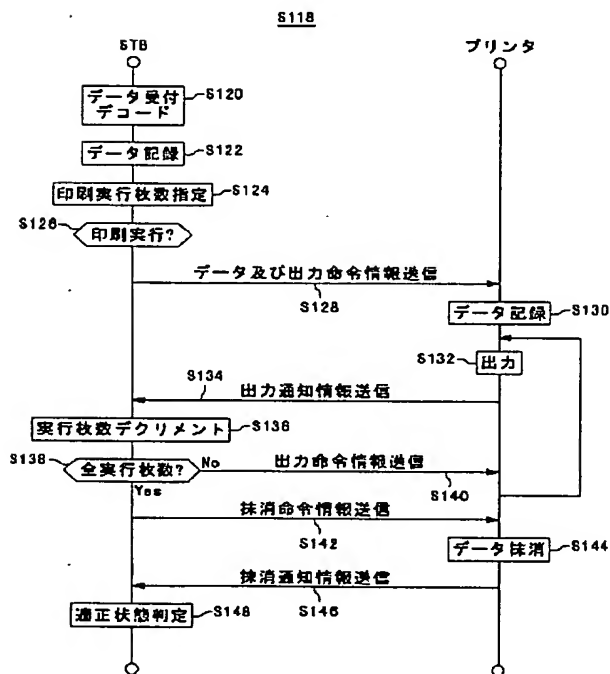 S118
STB
プリンタ
データ受付
デコード
S120
データ記録
S122
印刷実行枚数指定
S124
S126
印刷実行?
データ及び出力命令情報送信
S128
データ記録
S130
S132
出力
S134
出力通知情報送信
実行枚数デクリメント
S136
S138
全実行枚数?
No
出力命令情報送信
S140
Yes
抹消命令情報送信
S142
データ抹消
S144
抹消通知情報送信
S146
適正状態判定
S148